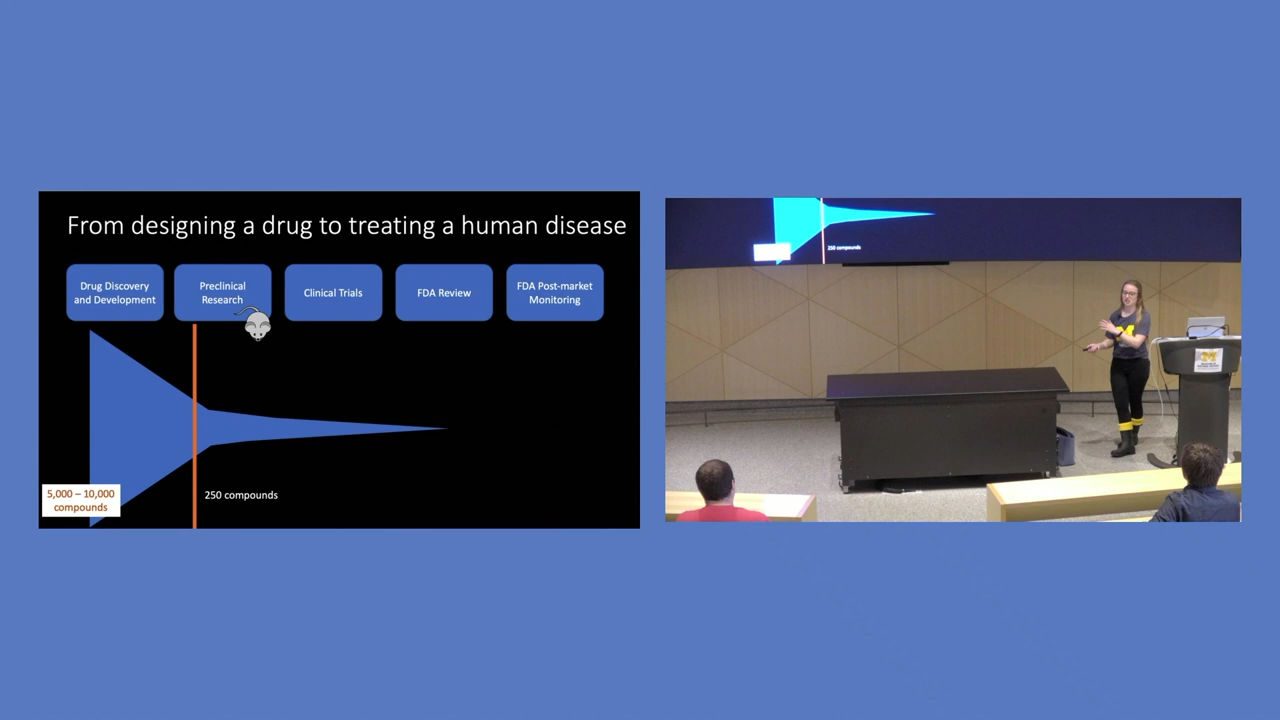 From designing a drug to treating a human disease
Drug Discovery
and Development
Preclinical
Research
Clinical Trials
FDA Review
FDA Post-market
Monitoring
5,000 – 10,000
compounds
250 compounds
250 compounds
M
M